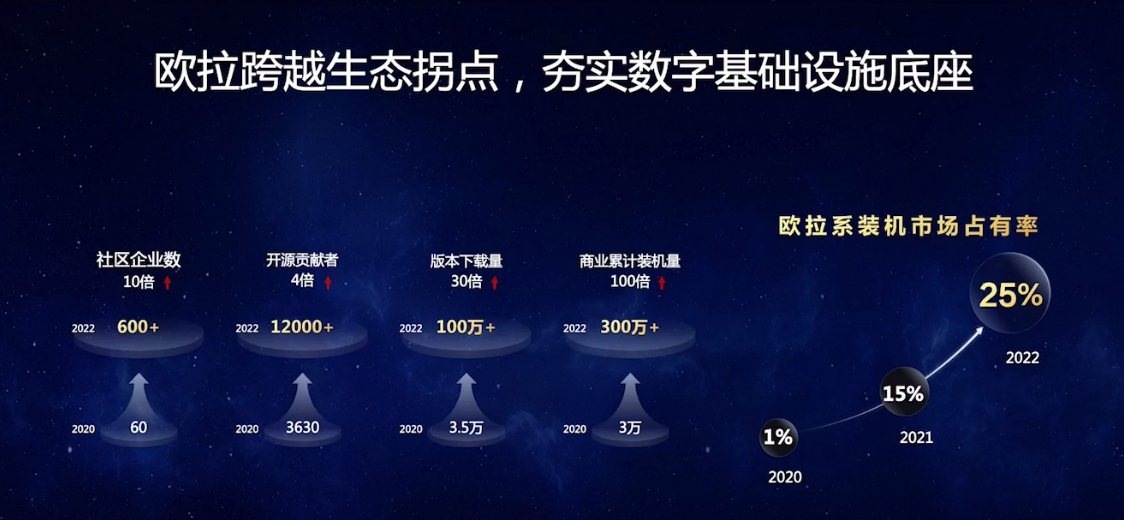 欧拉跨越生态拐点，夯实数字基础设施底座
社区企业数
10倍
2022 600+
2020 60
开源贡献者
4倍
2022 12000+
2020 3630
版本下载量
30倍
2022 100万+
2020 3.5万
商业累计装机量
100倍
2022 300万+
2020 3万
欧拉系装机市场占有率
25%
2022
15%
2021
1%
2020